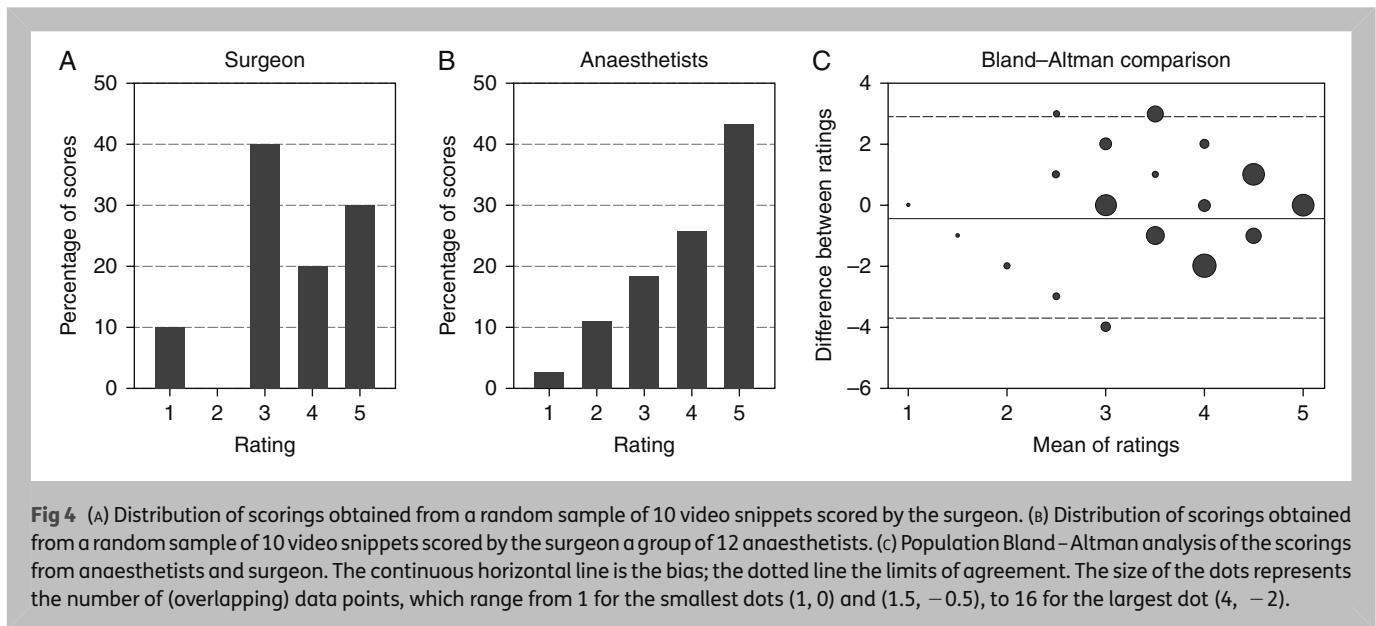 A
Surgeon
50
40
30
20
10
0
Percentage of scores
1 2 3 4 5
Rating
B
Anaesthetists
50
40
30
20
10
0
Percentage of scores
1 2 3 4 5
Rating
C
Bland–Altman comparison
4
2
0
−2
−4
−6
Difference between ratings
1 2 3 4 5
Mean of ratings
Fig 4 (A) Distribution of scorings obtained from a random sample of 10 video snippets scored by the surgeon. (B) Distribution of scorings obtained
from a random sample of 10 video snippets scored by the surgeon a group of 12 anaesthetists. (C) Population Bland–Altman analysis of the scorings
from anaesthetists and surgeon. The continuous horizontal line is the bias; the dotted line the limits of agreement. The size of the dots represents
the number of (overlapping) data points, which range from 1 for the smallest dots (1, 0) and (1.5, −0.5), to 16 for the largest dot (4, −2).